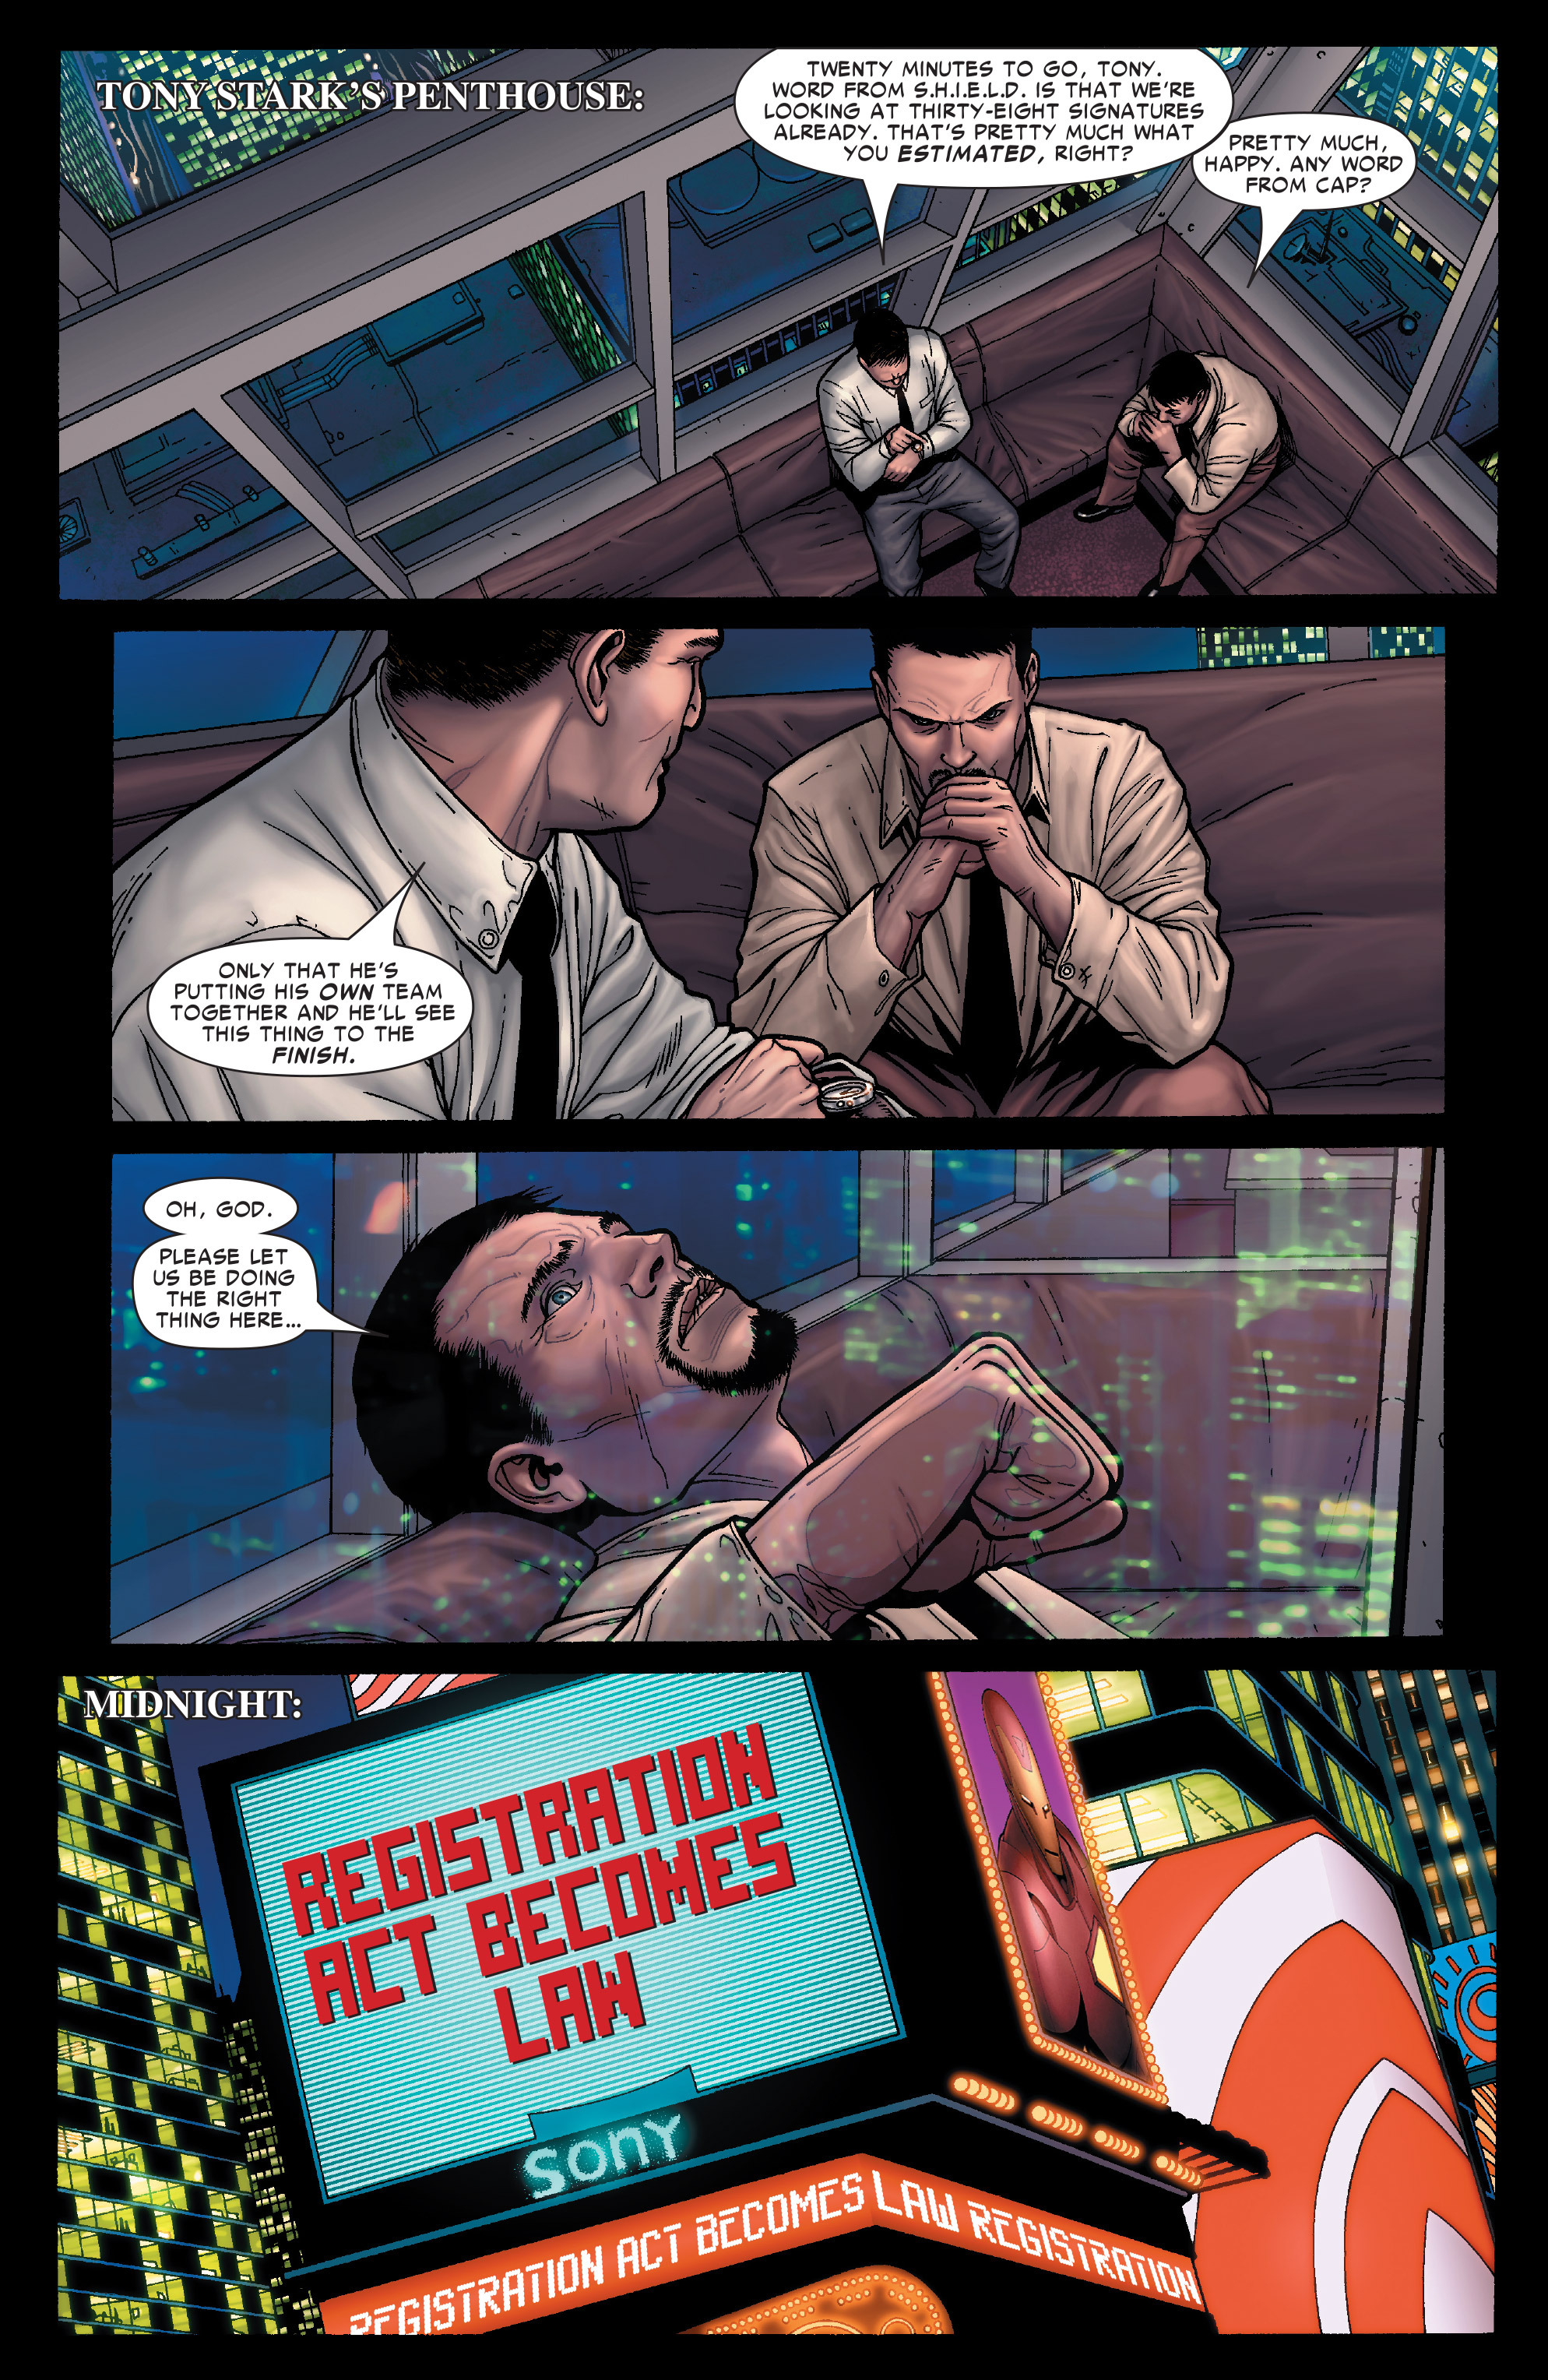 TONY STARK'S PENTHOUSE:
TWENTY MINUTES TO GO, TONY.
WORD FROM S.H.I.E.L.D. IS THAT WE'RE
LOOKING AT THIRTY-EIGHT SIGNATURES
ALREADY. THAT'S PRETTY MUCH WHAT
YOU ESTIMATED, RIGHT?
PRETTY MUCH,
HAPPY. ANY WORD
FROM CAP?
ONLY THAT HE'S
PUTTING HIS OWN TEAM
TOGETHER AND HE'LL SEE
THIS THING TO THE
FINISH.
OH, GOD.
PLEASE LET
US BE DOING
THE RIGHT
THING HERE...
MIDNIGHT:
REGISTRATION
ACT BECOMES
LAW
SONY
REGISTRATION ACT BECOMES LAW REGISTRATION